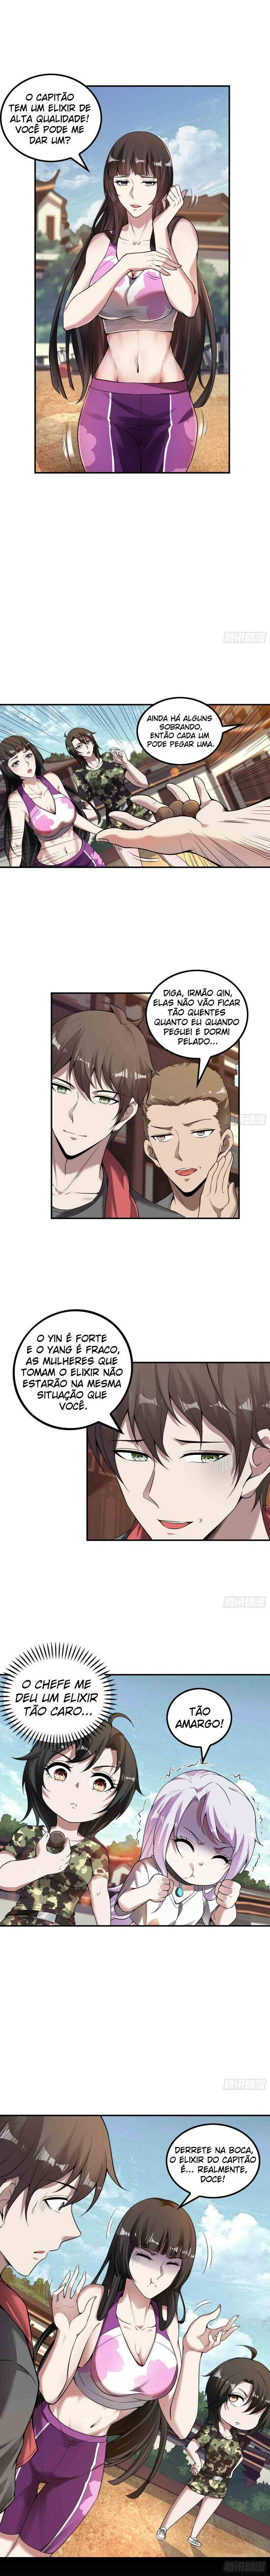 O CAPITÃO
TEM UM ELIXIR DE
ALTA QUALIDADE!
VOCÊ PODE ME
DAR UM?
AINDA HÁ ALGUNS
SOBRANDO,
ENTÃO CADA UM
PODE PEGAR UMA.
DIGA, IRMÃO QIN,
ELAS NÃO VÃO FICAR
TÃO QUENTES
QUANTO EU QUANDO
PEGUEI E DORMI
PELADO...
O YIN É FORTE
E O YANG É FRACO,
AS MULHERES QUE
TOMAM O ELIXIR NÃO
ESTARÃO NA MESMA
SITUAÇÃO QUE
VOCÊ.
O CHEFE ME
DEU UM ELIXIR
TÃO CARO...
TÃO
AMARGO!
DERRETE NA BOCA,
O ELIXIR DO CAPITÃO
É... REALMENTE,
DOCE!